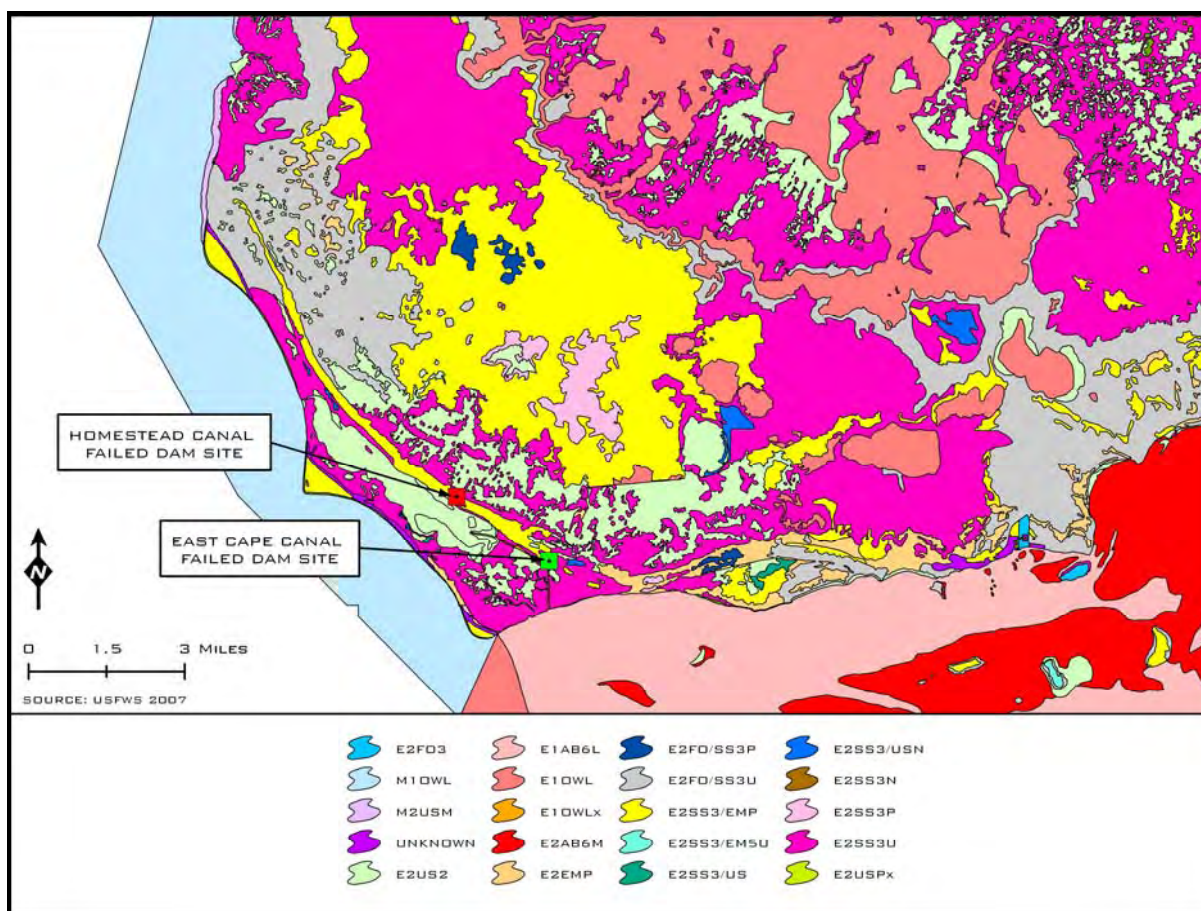 HOMESTEAD CANAL
FAILED DAM SITE
EAST CAPE CANAL
FAILED DAM SITE
N
0 1.5 3 MILES
SOURCE: USFWS 2007
E2FO3
E1AB6L
E2FO/SS3P
E2SS3/USN
M1OWL
E1OWL
E2FO/SS3U
E2SS3N
M2USM
E1OWLx
E2SS3/EMP
E2SS3P
UNKNOWN
E2AB6M
E2SS3/EM5U
E2SS3U
E2US2
E2EMP
E2SS3/US
E2USPx